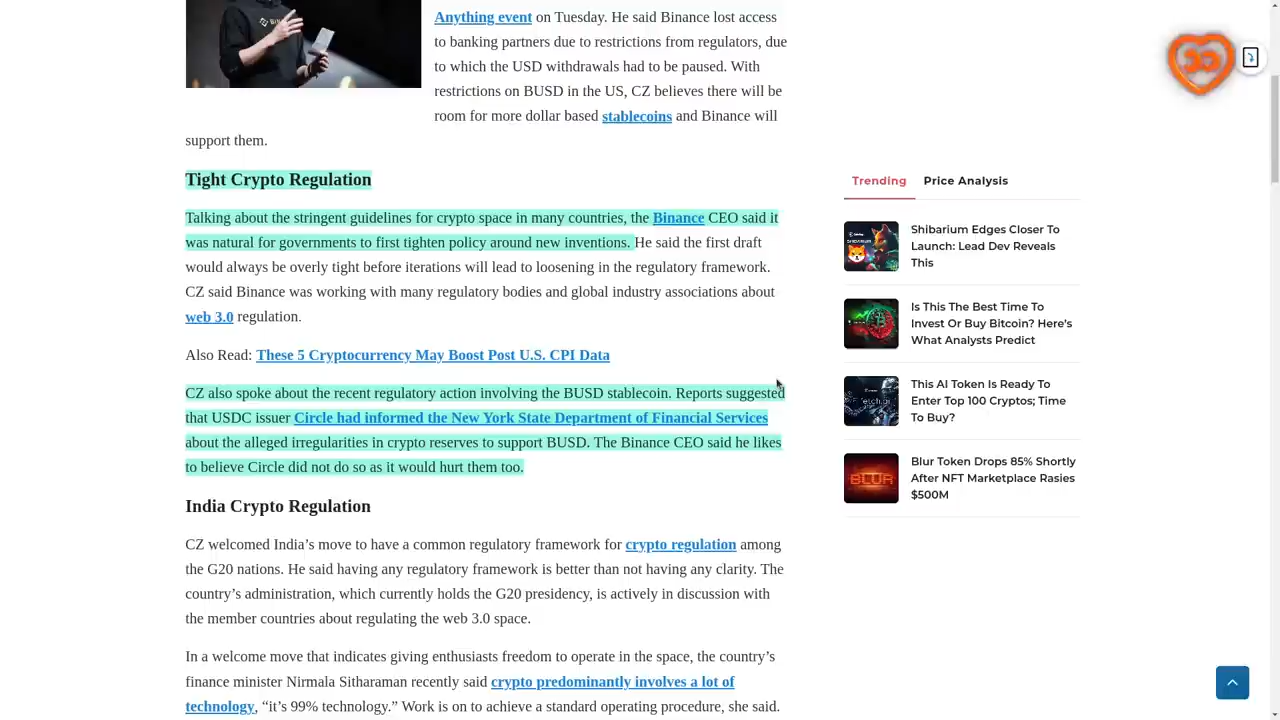 Anything event on Tuesday. He said Binance lost access
to banking partners due to restrictions from regulators, due
to which the USD withdrawals had to be paused. With
restrictions on BUSD in the US, CZ believes there will be
room for more dollar based stablecoins and Binance will
support them.
Tight Crypto Regulation
Talking about the stringent guidelines for crypto space in many countries, the Binance CEO said it
was natural for governments to first tighten policy around new inventions. He said the first draft
would always be overly tight before iterations will lead to loosening in the regulatory framework.
CZ said Binance was working with many regulatory bodies and global industry associations about
web 3.0 regulation.
Also Read: These 5 Cryptocurrency May Boost Post U.S. CPI Data
CZ also spoke about the recent regulatory action involving the BUSD stablecoin. Reports suggested
that USDC issuer Circle had informed the New York State Department of Financial Services
about the alleged irregularities in crypto reserves to support BUSD. The Binance CEO said he likes
to believe Circle did not do so as it would hurt them too.
India Crypto Regulation
CZ welcomed India’s move to have a common regulatory framework for crypto regulation among
the G20 nations. He said having any regulatory framework is better than not having any clarity. The
country’s administration, which currently holds the G20 presidency, is actively in discussion with
the member countries about regulating the web 3.0 space.
In a welcome move that indicates giving enthusiasts freedom to operate in the space, the country’s
finance minister Nirmala Sitharaman recently said crypto predominantly involves a lot of
technology, “it’s 99% technology.” Work is on to achieve a standard operating procedure, she said.
Trending Price Analysis
Shibarium Edges Closer To
Launch: Lead Dev Reveals
This
Is This The Best Time To
Invest Or Buy Bitcoin? Here’s
What Analysts Predict
This AI Token Is Ready To
Enter Top 100 Cryptos; Time
To Buy?
Blur Token Drops 85% Shortly
After NFT Marketplace Rasies
$500M
BLUR